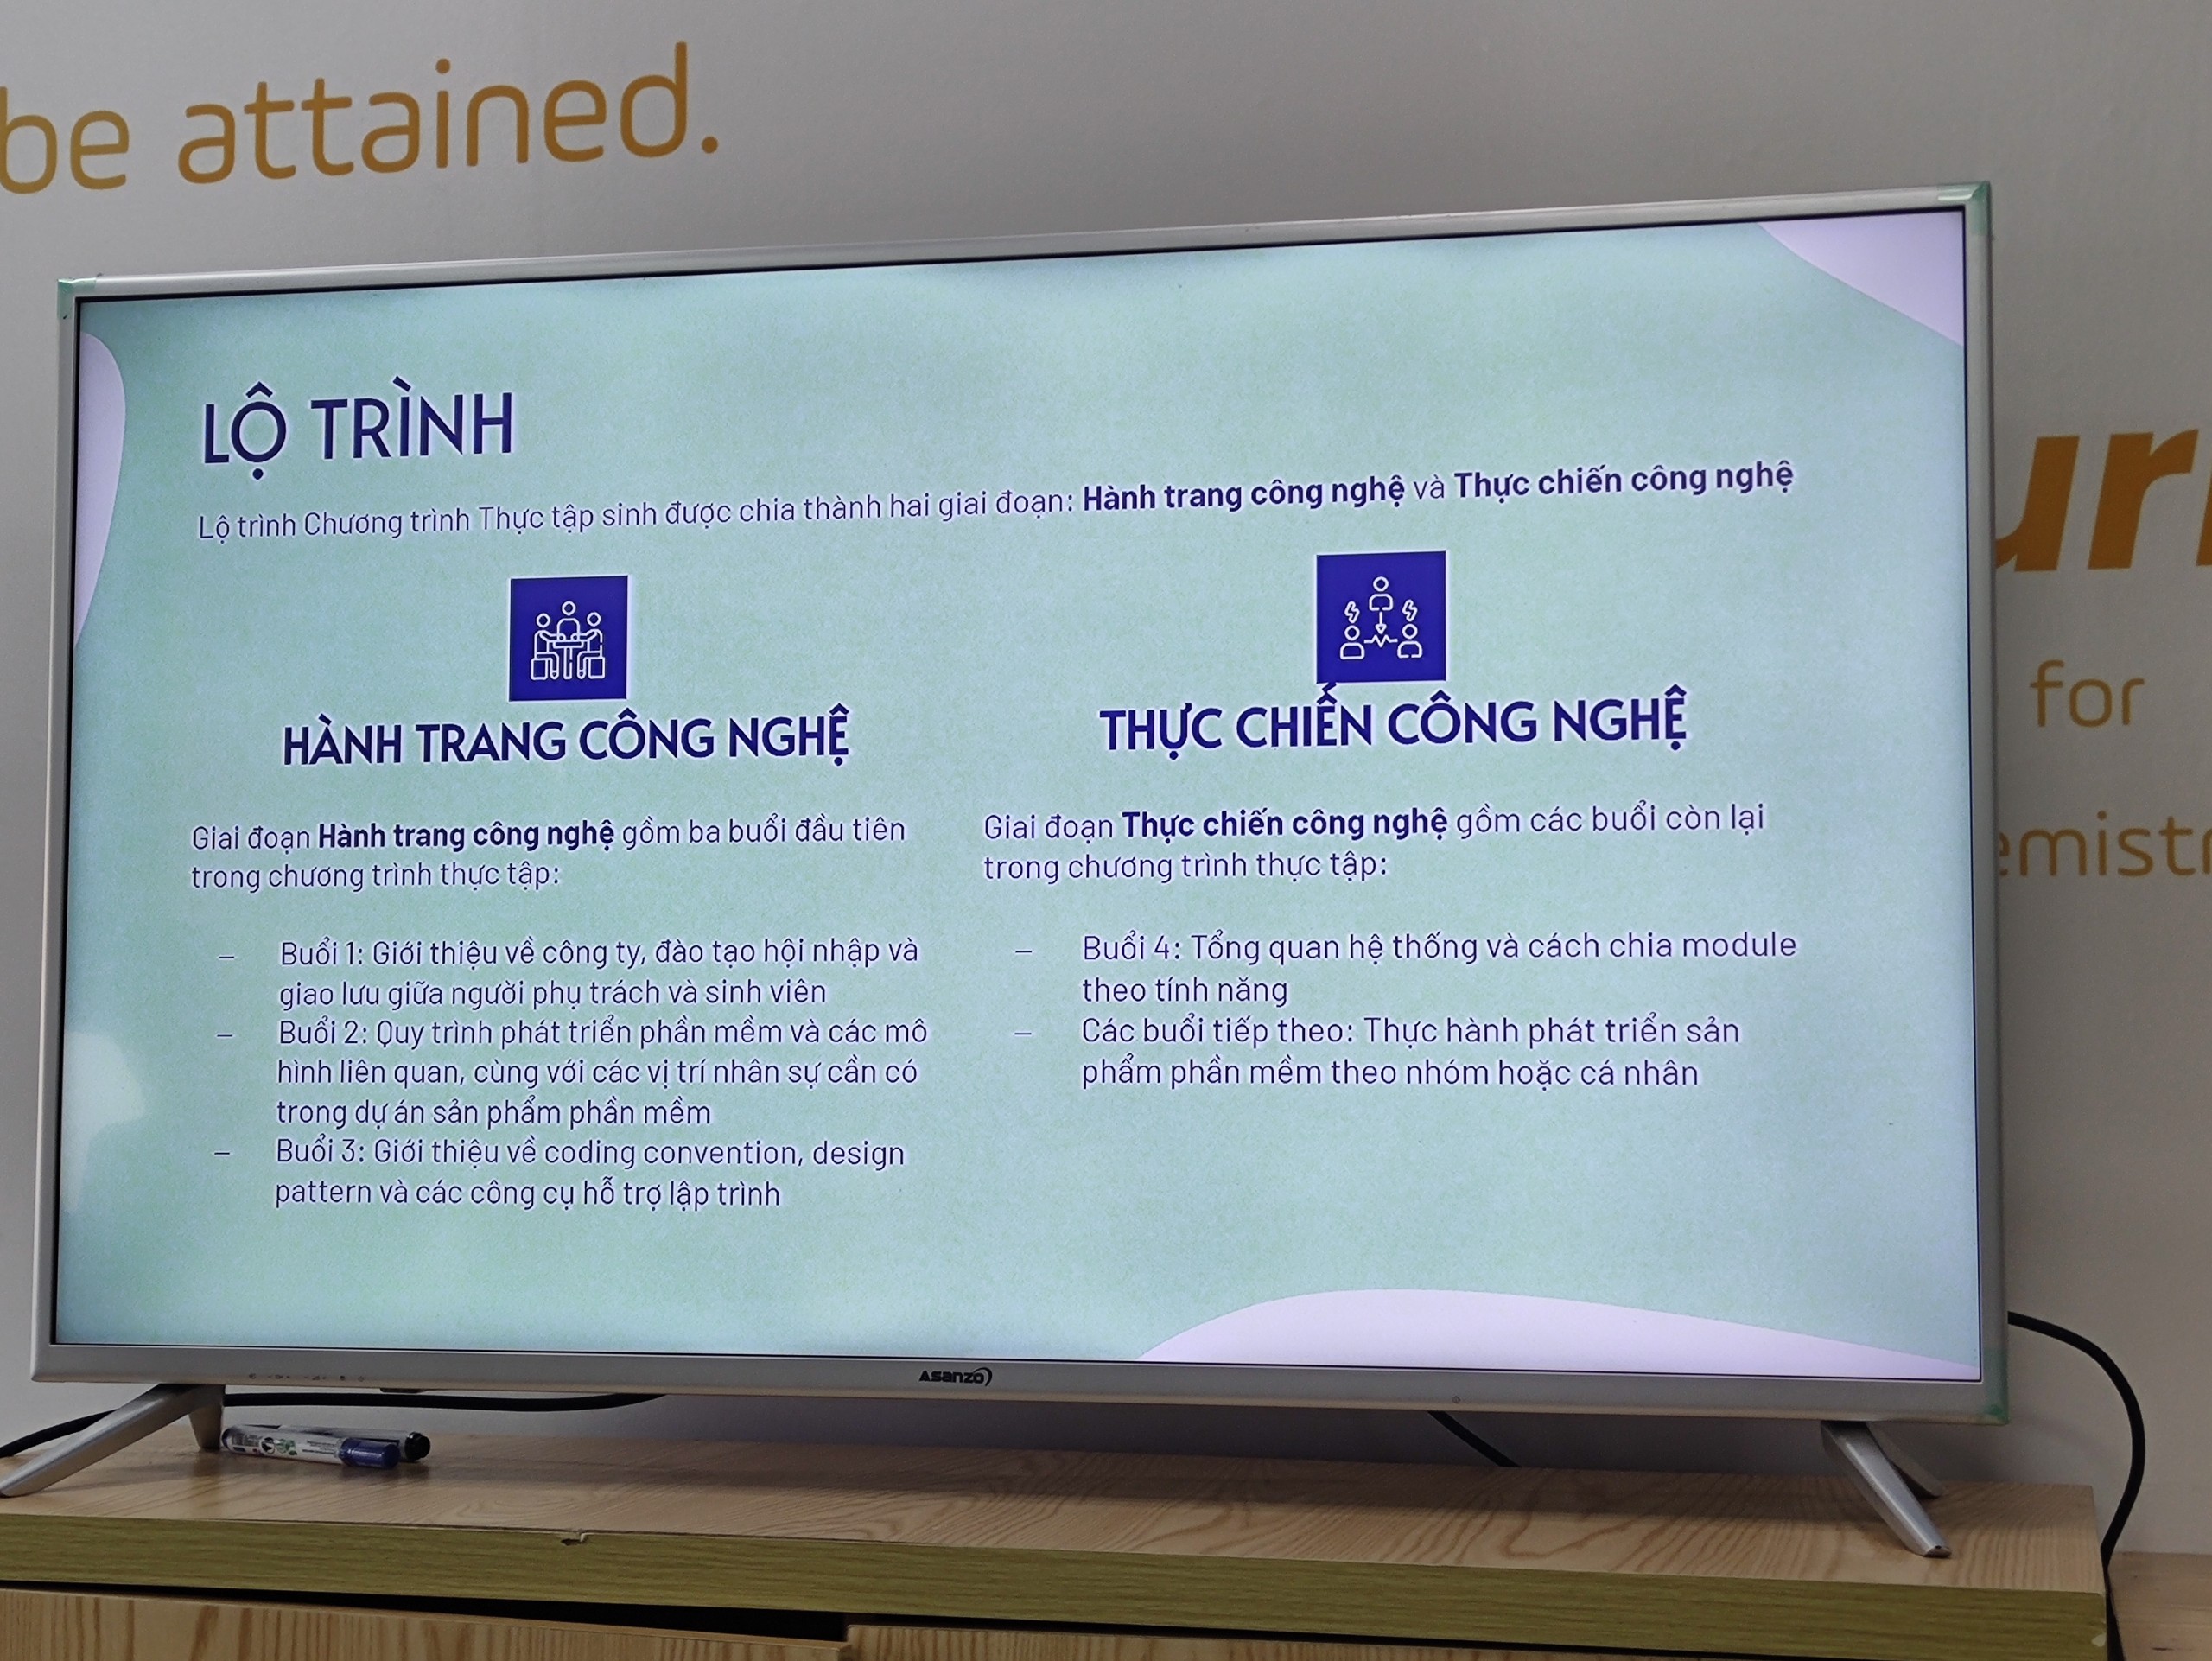 be attained.
LỘ TRÌNH
Lộ trình Chương trình Thực tập sinh được chia thành hai giai đoạn: Hành trang công nghệ và Thực chiến công nghệ
HÀNH TRANG CÔNG NGHỆ
Giai đoạn Hành trang công nghệ gồm ba buổi đầu tiên
trong chương trình thực tập:
– Buổi 1: Giới thiệu về công ty, đào tạo hội nhập và
giao lưu giữa người phụ trách và sinh viên
– Buổi 2: Quy trình phát triển phần mềm và các mô
hình liên quan, cùng với các vị trí nhân sự cần có
trong dự án sản phẩm phần mềm
– Buổi 3: Giới thiệu về coding convention, design
pattern và các công cụ hỗ trợ lập trình
THỰC CHIẾN CÔNG NGHỆ
Giai đoạn Thực chiến công nghệ gồm các buổi còn lại
trong chương trình thực tập:
– Buổi 4: Tổng quan hệ thống và cách chia module
theo tính năng
– Các buổi tiếp theo: Thực hành phát triển sản
phẩm phần mềm theo nhóm hoặc cá nhân
for
Asanzo